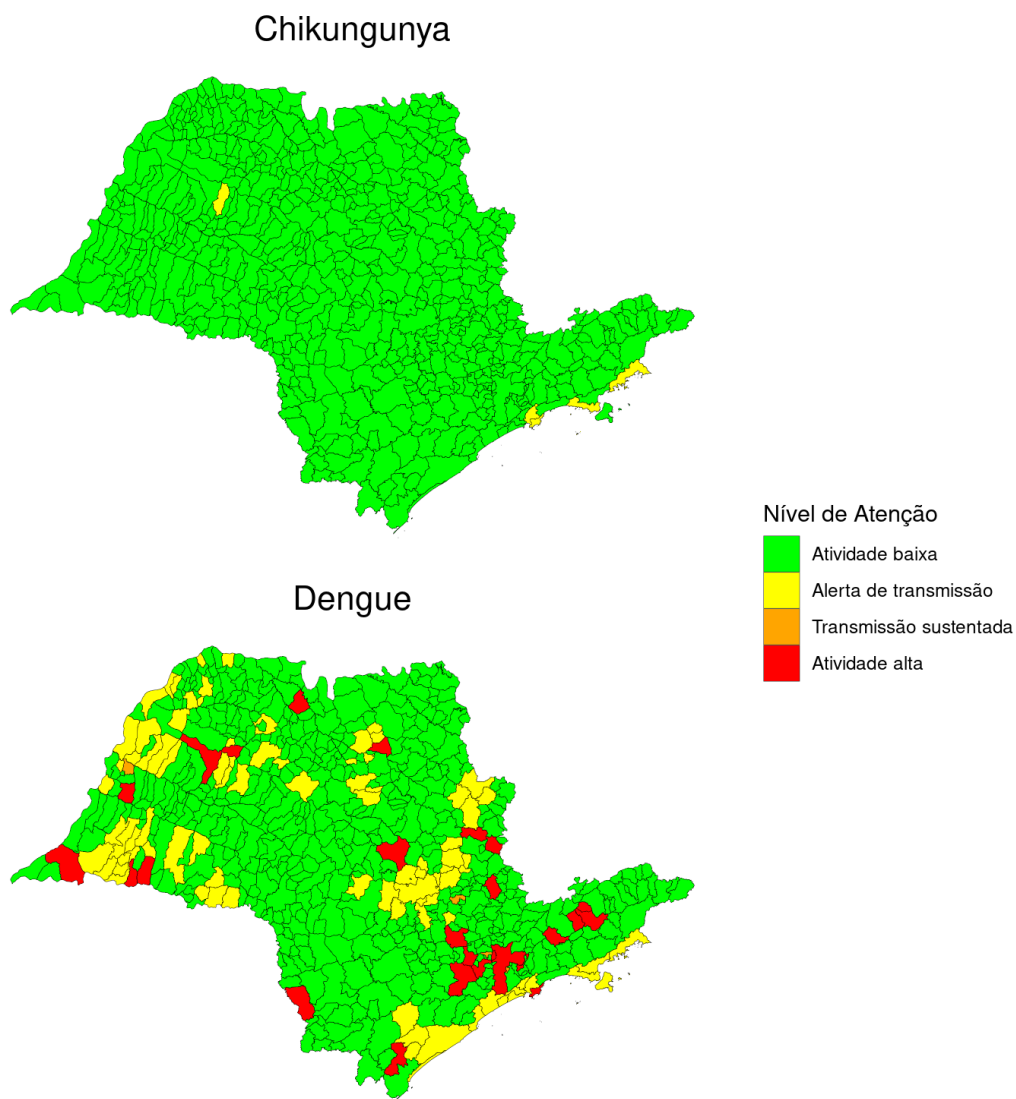 Chikungunya
Nível de Atenção
Atividade baixa
Alerta de transmissão
Transmissão sustentada
Atividade alta
Dengue